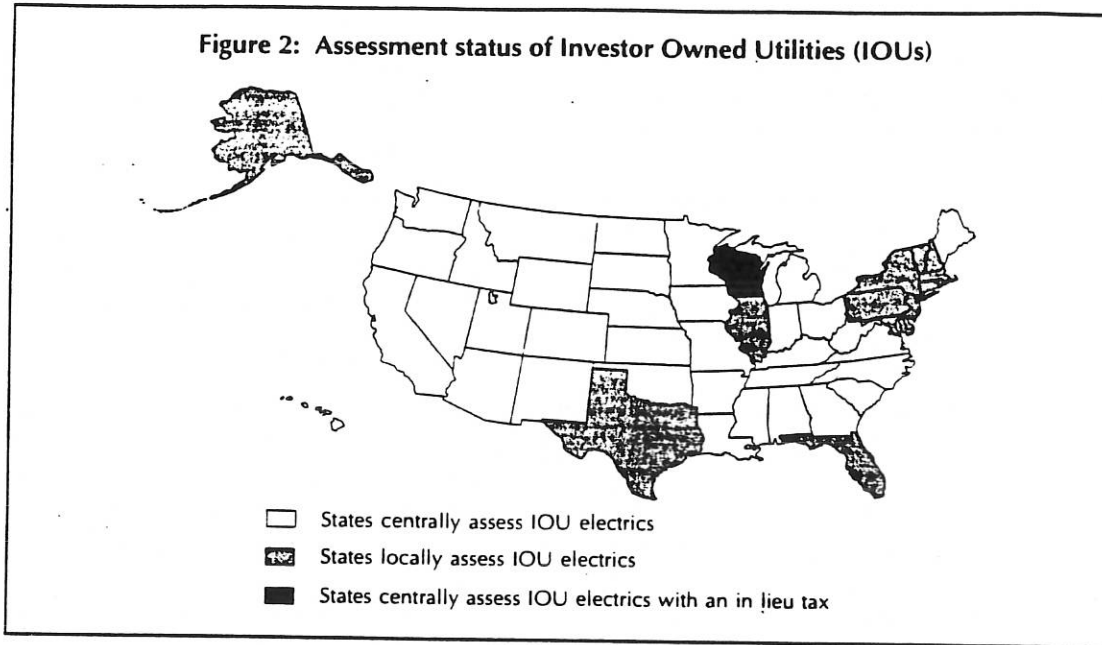 Figure 2: Assessment status of Investor Owned Utilities (IOUs)
States centrally assess IOU electrics
States locally assess IOU electrics
States centrally assess IOU electrics with an in lieu tax